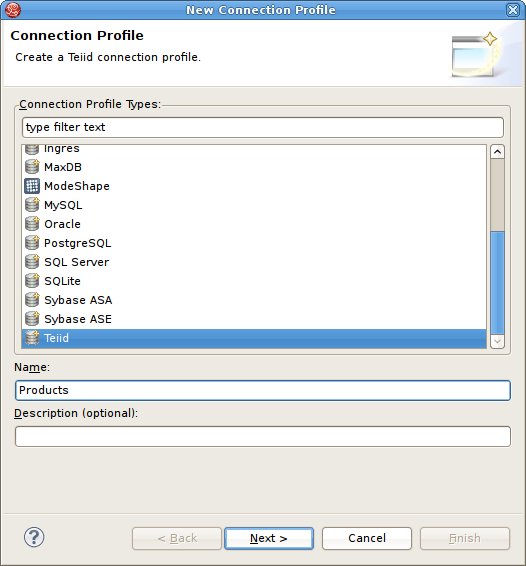 New Connection Profile
Connection Profile
Create a Teiid connection profile.
Connection Profile Types:
type filter text
Ingres
MaxDB
ModeShape
MySQL
Oracle
PostgreSQL
SQL Server
SQLite
Sybase ASA
Sybase ASE
Teiid
Name:
Products
Description (optional):
? < Back Next > Cancel Finish